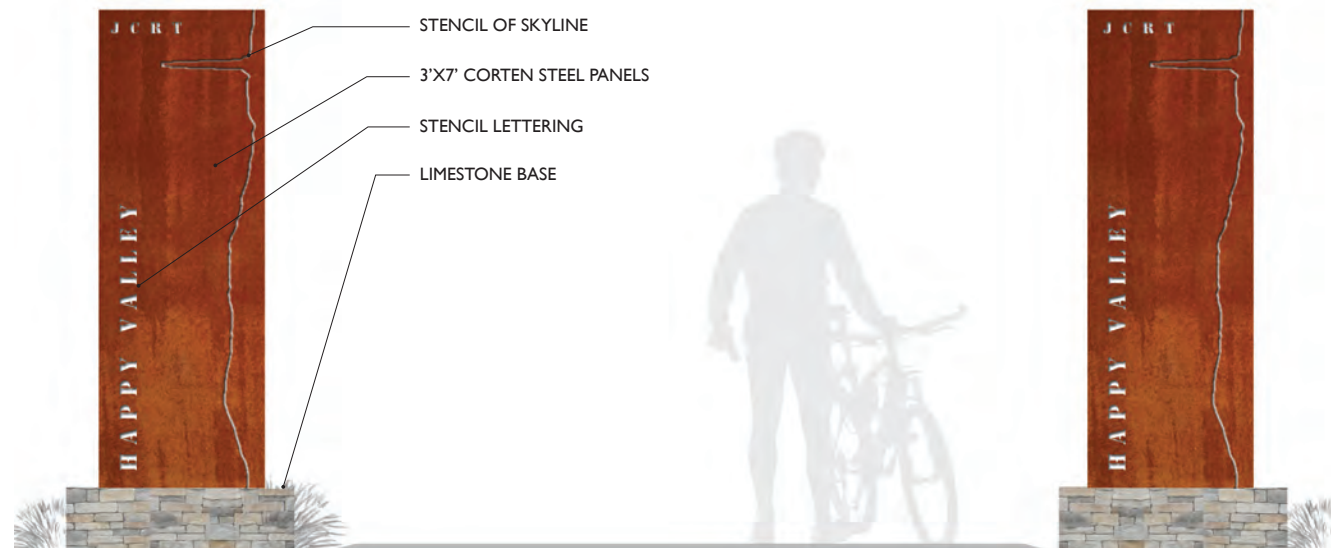 JCRT
HAPPY VALLEY
STENCIL OF SKYLINE
3'X7' CORTEN STEEL PANELS
STENCIL LETTERING
LIMESTONE BASE
JCRT
HAPPY VALLEY